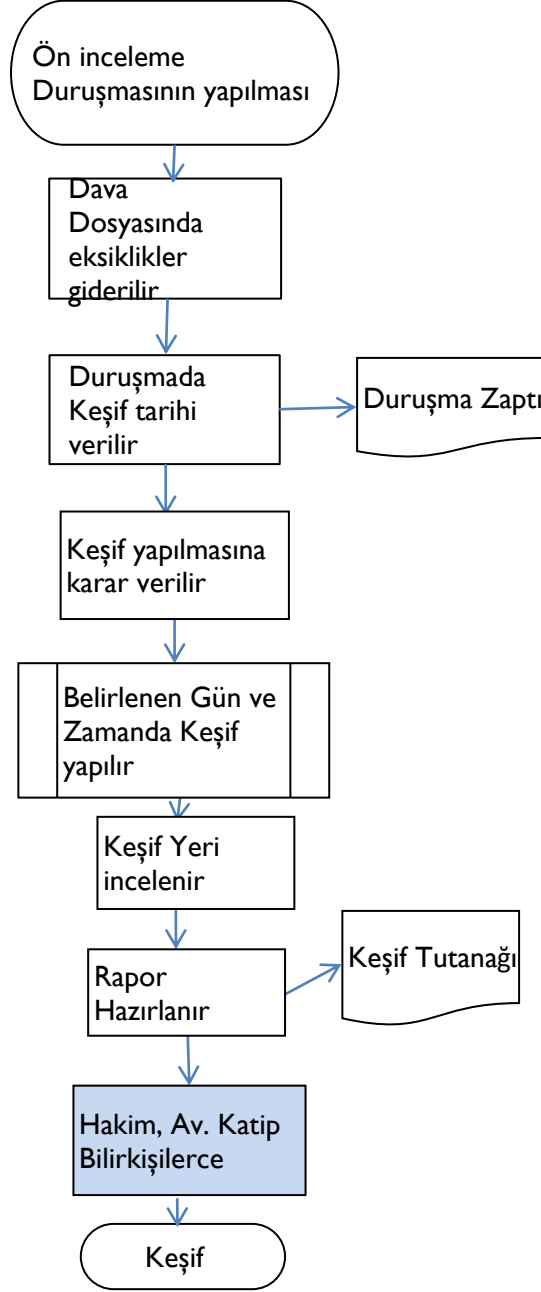 Ön inceleme
Duruşmasının yapılması
Dava
Dosyasında
eksiklikler
giderilir
Duruşmada
Keşif tarihi
verilir
Duruşma Zaptı
Keşif yapılmasına
karar verilir
Belirlenen Gün ve
Zamanda Keşif
yapılır
Keşif Yeri
incelenir
Rapor
Hazırlanır
Keşif Tutanağı
Hakim, Av. Katip
Bilirkişilerce
Keşif